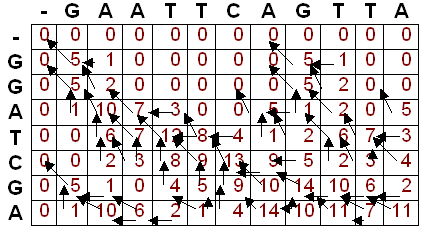 - G A A T T C A G T T A
- 0 0 0 0 0 0 0 0 0 0 0 0
G 0 5 1 0 0 0 0 0 5 1 0 0
G 0 5 2 0 0 0 0 0 5 2 0 0
A 0 1 10 7 3 0 0 5 1 2 0 5
T 0 0 6 7 12 8 4 1 2 6 7 3
C 0 0 2 3 8 9 13 9 5 2 3 4
G 0 5 1 0 4 5 9 10 14 10 6 2
A 0 1 10 6 2 1 4 14 10 11 7 11